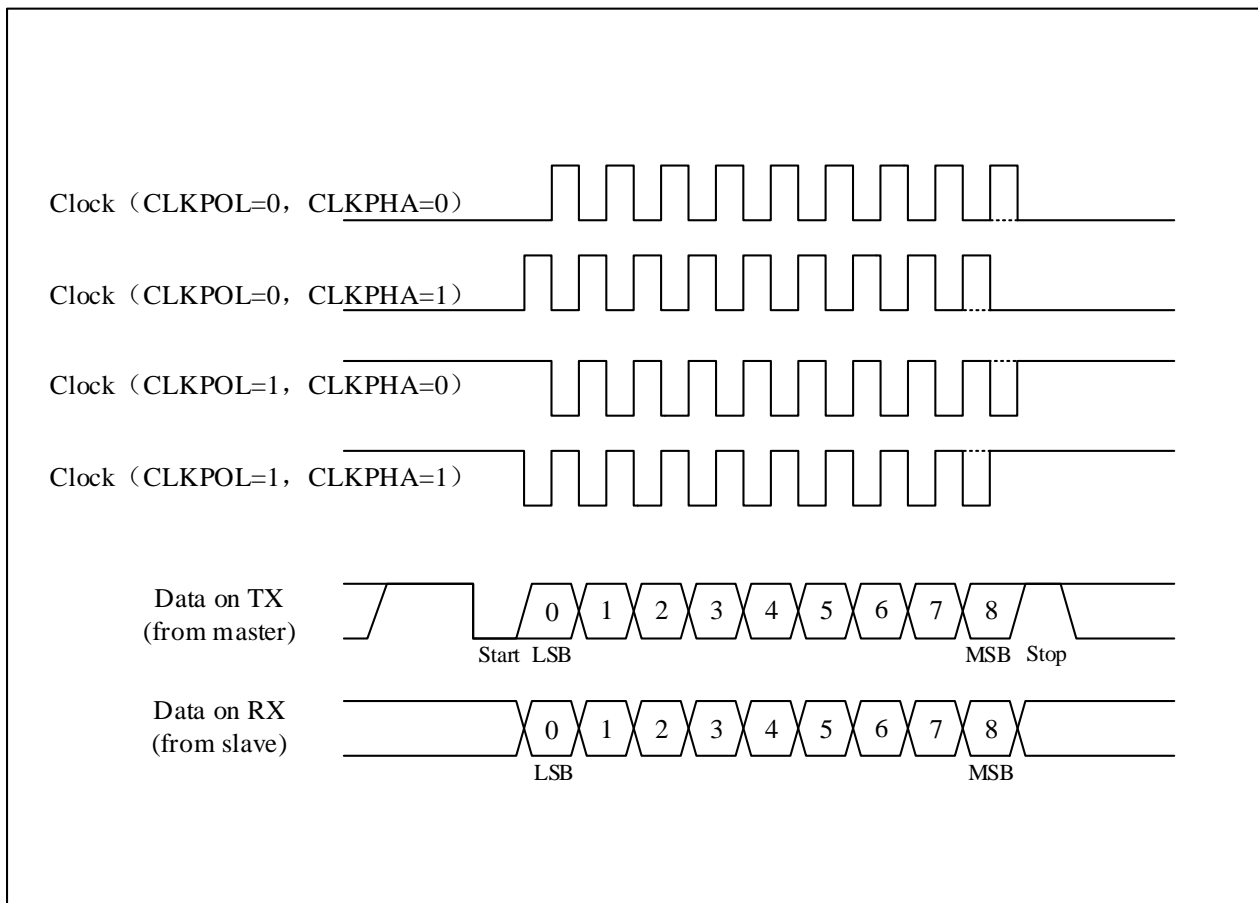 Clock（CLKPOL=0，CLKPHA=0）
Clock（CLKPOL=0，CLKPHA=1）
Clock（CLKPOL=1，CLKPHA=0）
Clock（CLKPOL=1，CLKPHA=1）
Data on TX
(from master)
0 1 2 3 4 5 6 7 8
Start LSB MSB Stop
Data on RX
(from slave)
0 1 2 3 4 5 6 7 8
LSB MSB